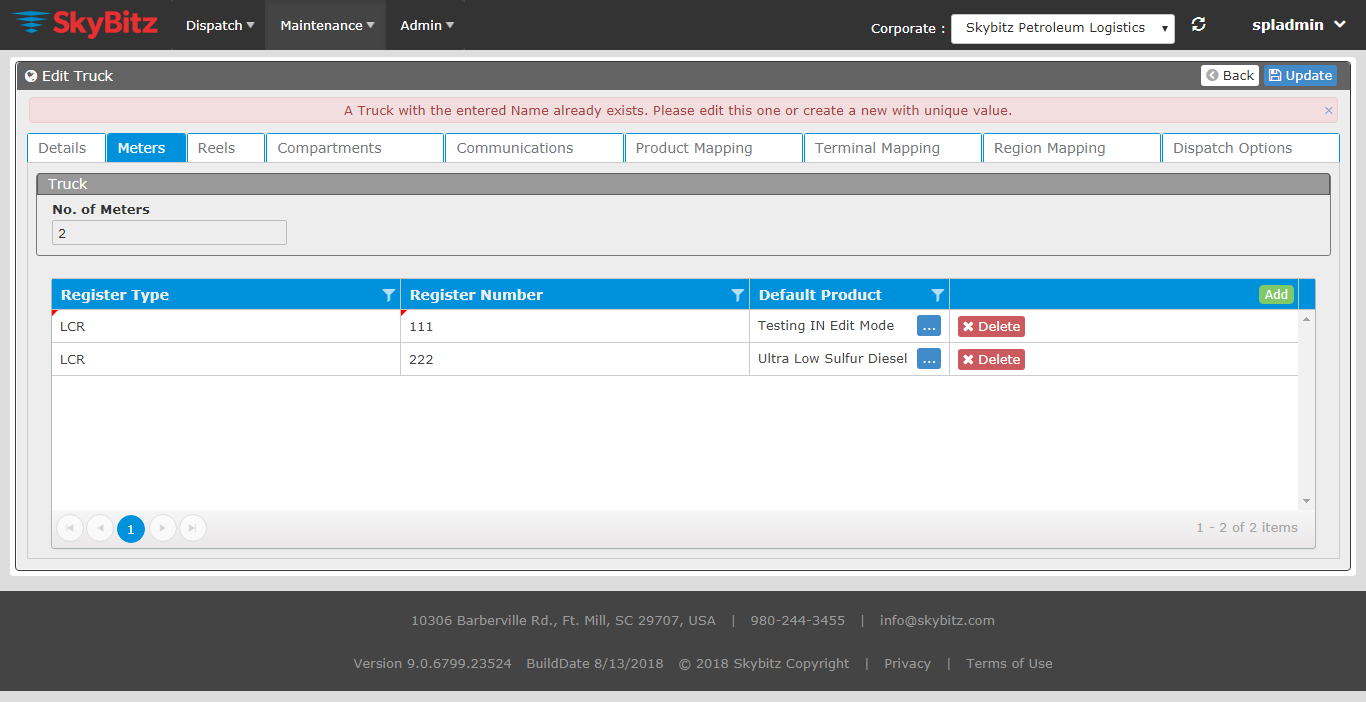 SkyBitz Dispatch Maintenance Admin Corporate : Skybitz Petroleum Logistics spladmin
Edit Truck Back Update
A Truck with the entered Name already exists. Please edit this one or create a new with unique value. ×
Details Meters Reels Compartments Communications Product Mapping Terminal Mapping Region Mapping Dispatch Options
Truck
No. of Meters
2
Register Type Register Number Default Product Add
LCR 111 Testing IN Edit Mode ... Delete
LCR 222 Ultra Low Sulfur Diesel ... Delete
1 1 - 2 of 2 items
10306 Barberville Rd., Ft. Mill, SC 29707, USA | 980-244-3455 | info@skybitz.com
Version 9.0.6799.23524 BuildDate 8/13/2018 © 2018 Skybitz Copyright | Privacy | Terms of Use